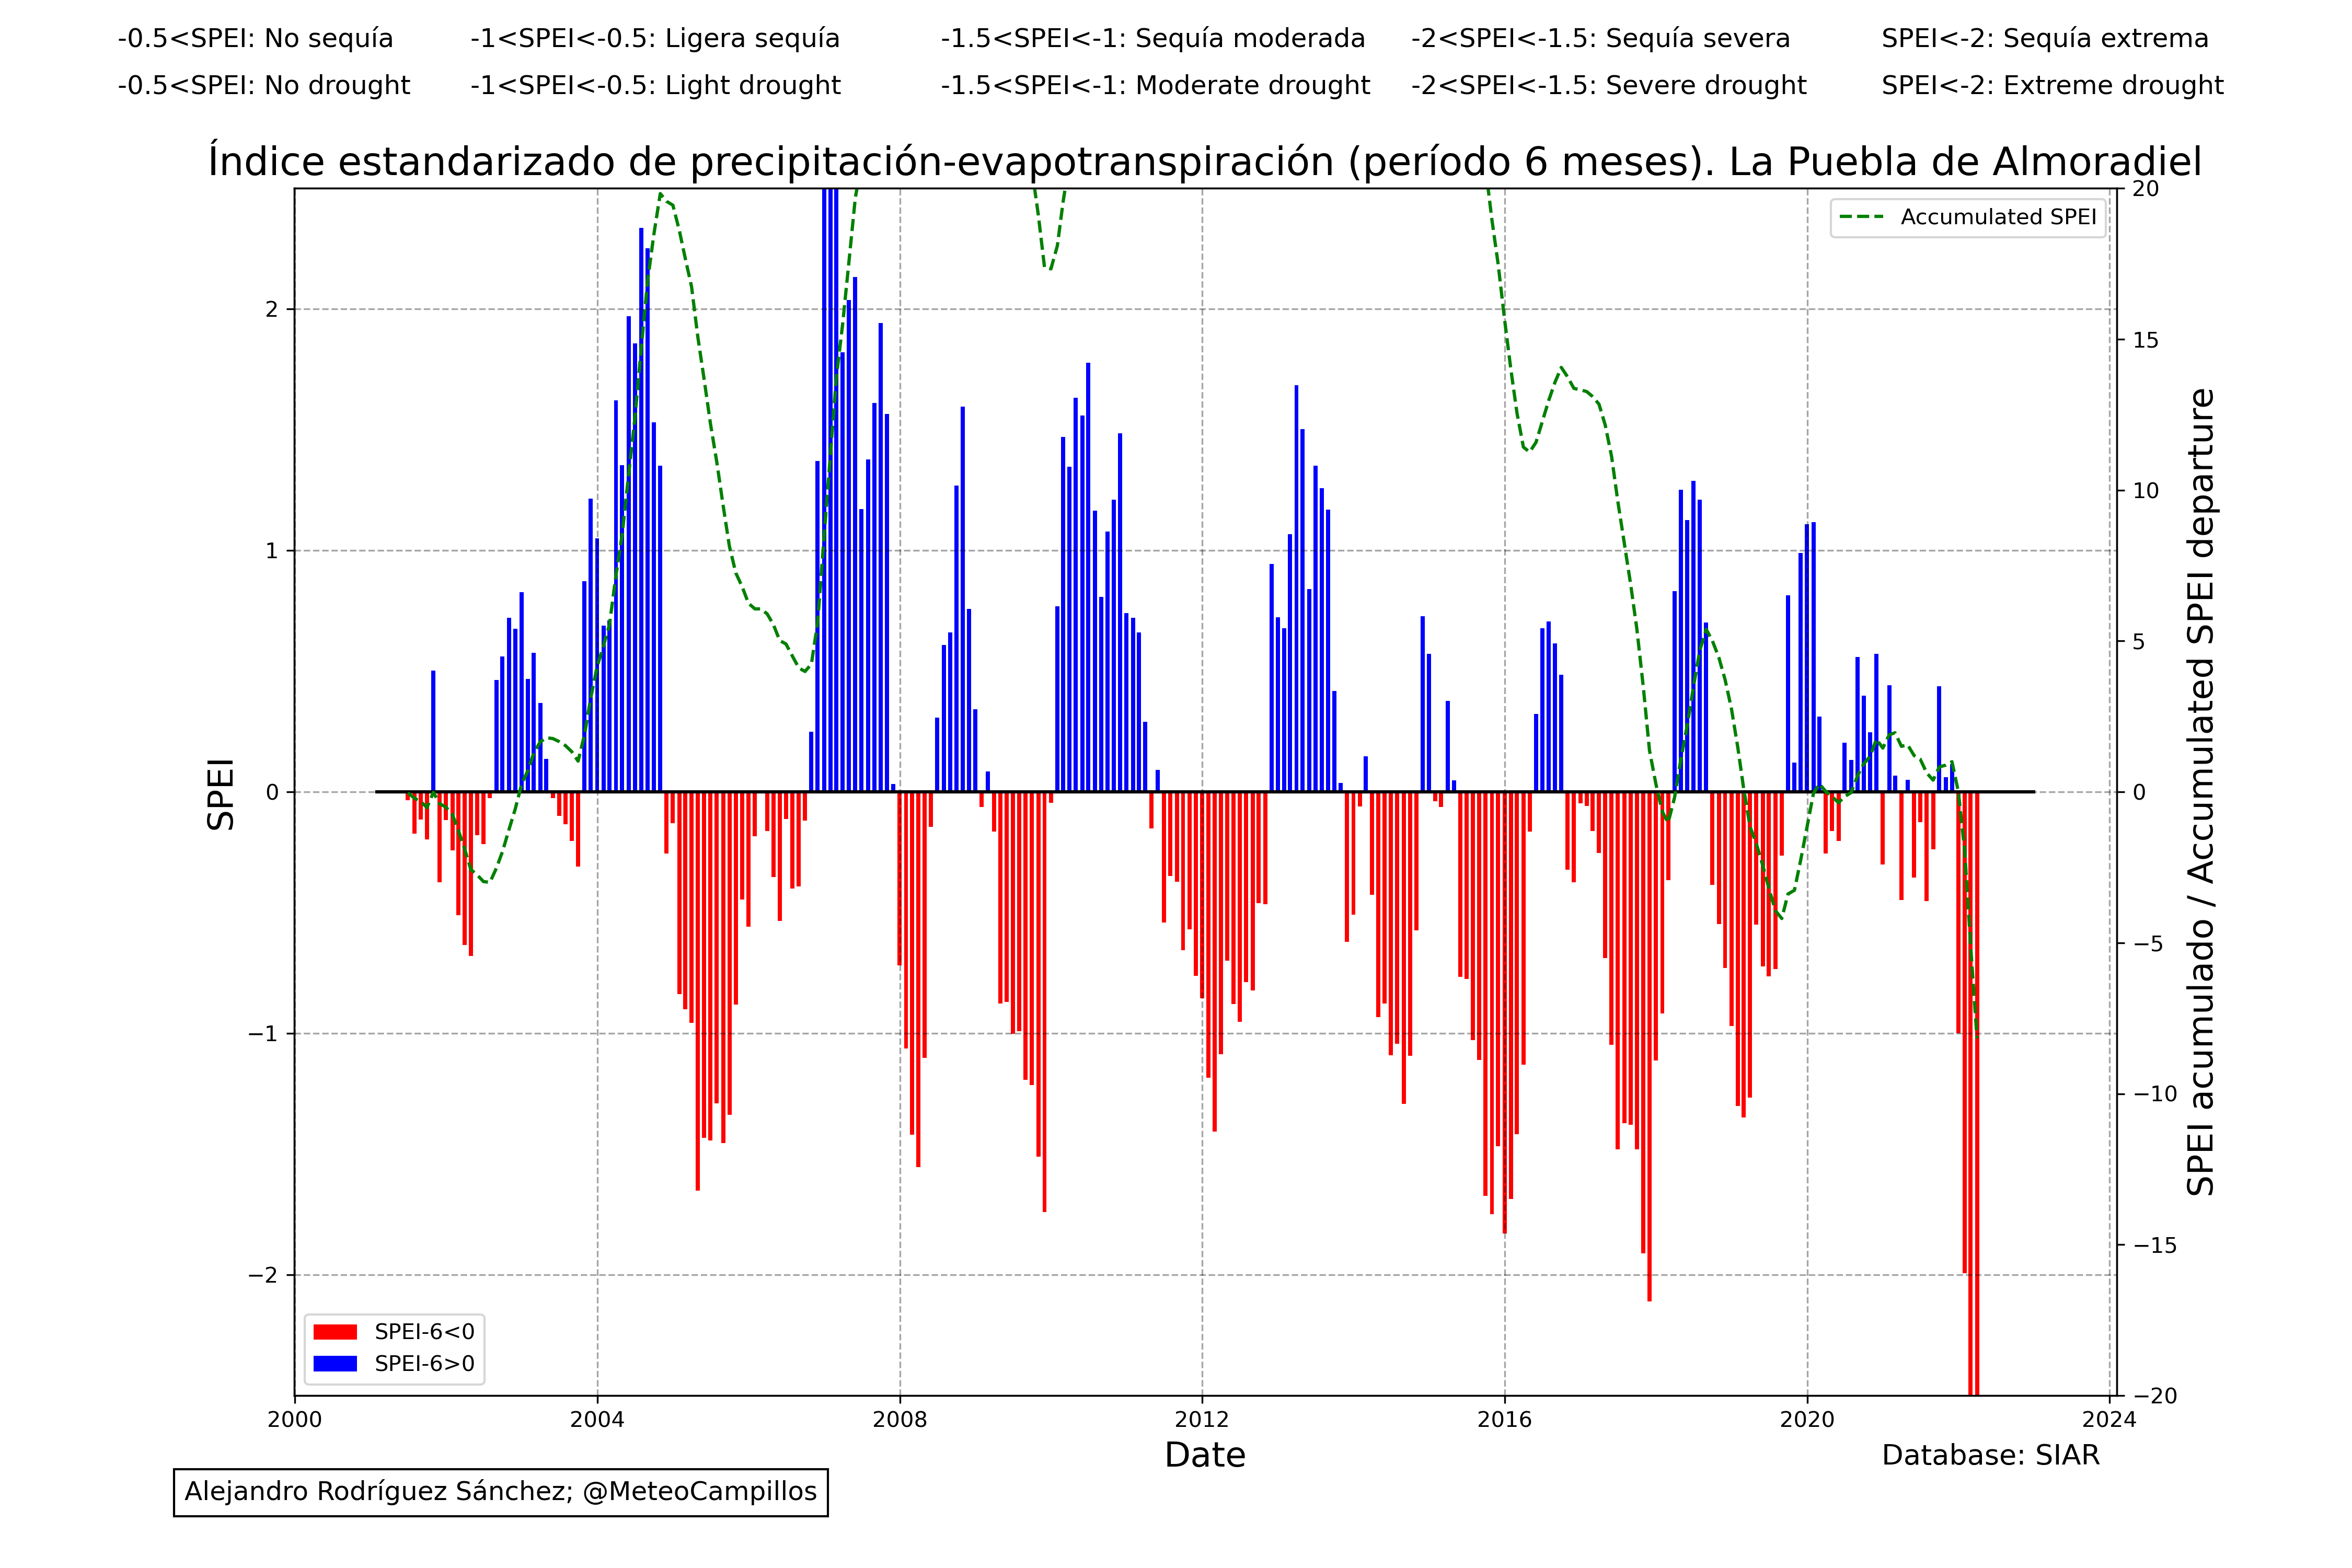 -0.5<SPEI: No sequía -1<SPEI<-0.5: Ligera sequía -1.5<SPEI<-1: Sequía moderada -2<SPEI<-1.5: Sequía severa SPEI<-2: Sequía extrema
-0.5<SPEI: No drought -1<SPEI<-0.5: Light drought -1.5<SPEI<-1: Moderate drought -2<SPEI<-1.5: Severe drought SPEI<-2: Extreme drought
Índice estandarizado de precipitación-evapotranspiración (período 6 meses). La Puebla de Almoradiel
Accumulated SPEI
SPEI
2
1
0
−1
−2
20
15
10
5
0
−5
−10
−15
−20
SPEI acumulado / Accumulated SPEI departure
SPEI-6<0
SPEI-6>0
2000 2004 2008 2012 2016 2020 2024
Date
Database: SIAR
Alejandro Rodríguez Sánchez; @MeteoCampillos